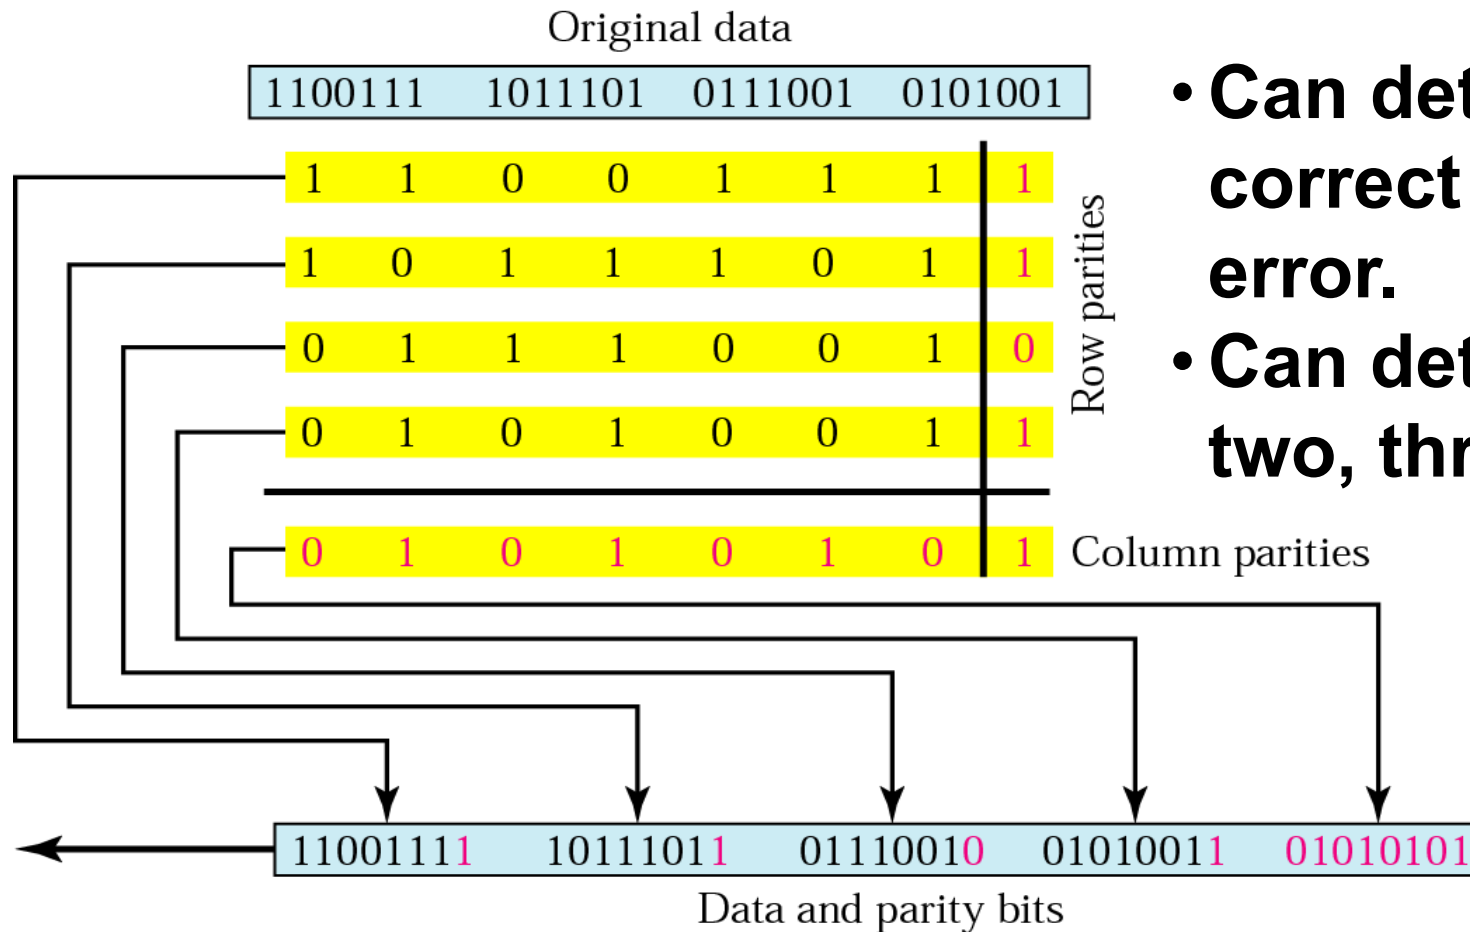 Original data
1100111 1011101 0111001 0101001
1 1 0 0 1 1 1 1
1 0 1 1 1 0 1 1
0 1 1 1 0 0 1 0
0 1 0 1 0 0 1 1
Row parities
0 1 0 1 0 1 0 1
Column parities
11001111 10111011 01110010 01010011 01010101
Data and parity bits
• Can
correct
error.
• Can
two,